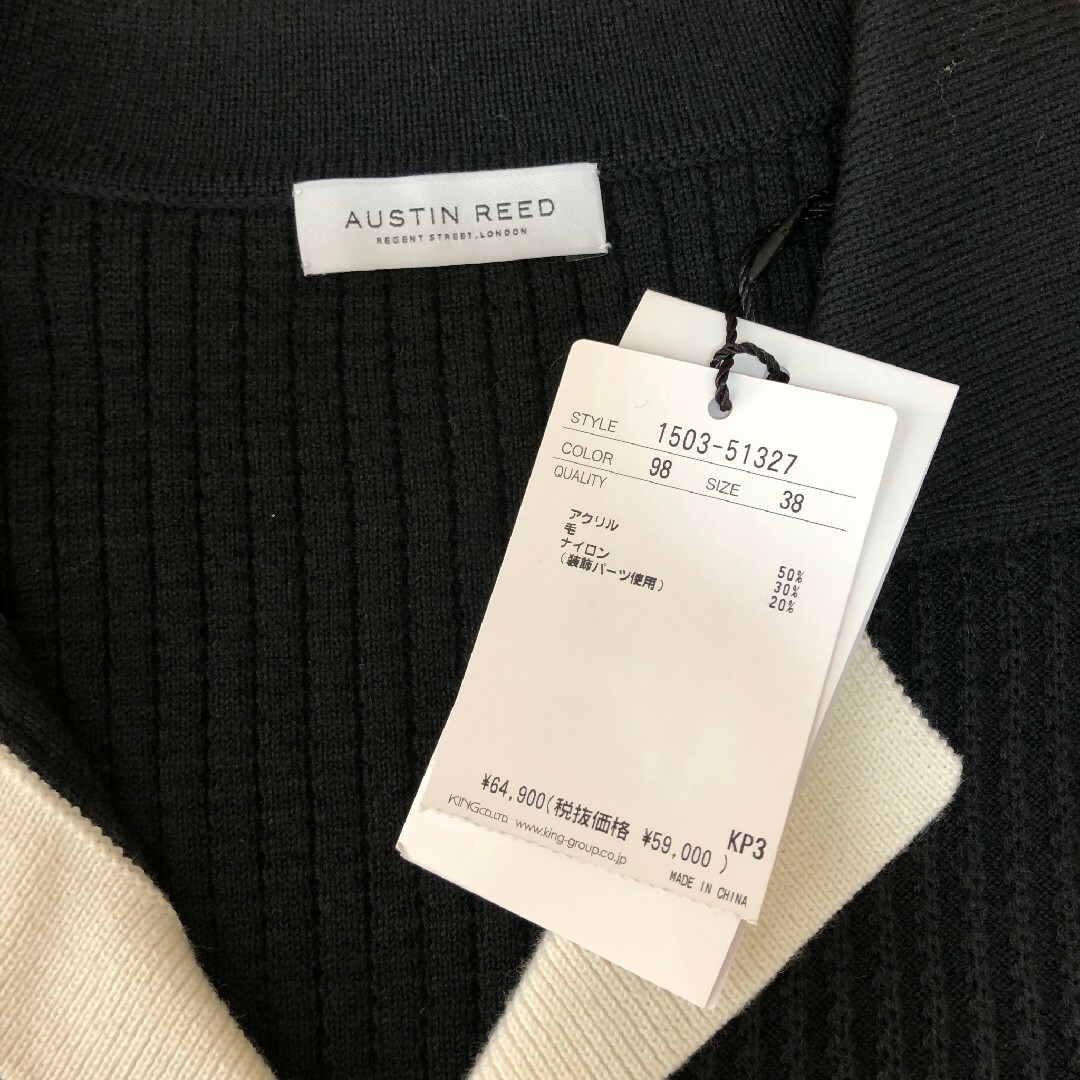 AUSTIN REED
REGENT STREET, LONDON
STYLE 1503-51327
COLOR 98 SIZE 38
QUALITY
アクリル 50%
毛 30%
ナイロン 20%
(装飾パーツ使用)
¥64,900(税抜価格 ¥59,000 ) KP3
KING CO.,LTD www.king-group.co.jp
MADE IN CHINA